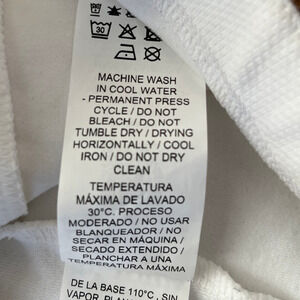 30
MACHINE WASH
IN COOL WATER
- PERMANENT PRESS
CYCLE / DO NOT
BLEACH / DO NOT
TUMBLE DRY / DRYING
HORIZONTALLY / COOL
IRON / DO NOT DRY
CLEAN
TEMPERATURA
MÁXIMA DE LAVADO
30°C. PROCESO
MODERADO / NO USAR
BLANQUEADOR / NO
SECAR EN MÁQUINA /
SECADO EXTENDIDO /
PLANCHAR A UNA
TEMPERATURA MÁXIMA
DE LA BASE 110°C , SIN